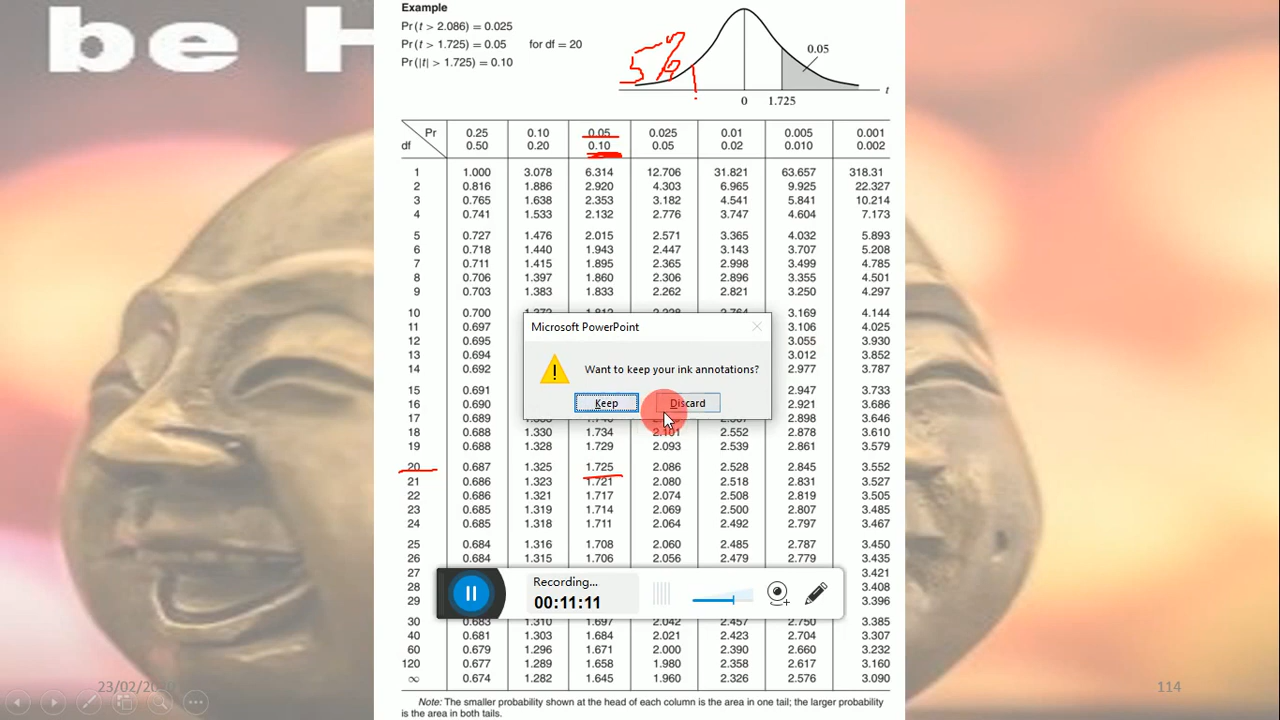 be H
Example
Pr (t > 2.086) = 0.025
Pr (t > 1.725) = 0.05 for df = 20
Pr (|t| > 1.725) = 0.10
5%
0.05
0 1.725 t
Pr 0.25 0.10 0.05 0.025 0.01 0.005 0.001
df 0.50 0.20 0.10 0.05 0.02 0.010 0.002
1 1.000 3.078 6.314 12.706 31.821 63.657 318.31
2 0.816 1.886 2.920 4.303 6.965 9.925 22.327
3 0.765 1.638 2.353 3.182 4.541 5.841 10.214
4 0.741 1.533 2.132 2.776 3.747 4.604 7.173
5 0.727 1.476 2.015 2.571 3.365 4.032 5.893
6 0.718 1.440 1.943 2.447 3.143 3.707 5.208
7 0.711 1.415 1.895 2.365 2.998 3.499 4.785
8 0.706 1.397 1.860 2.306 2.896 3.355 4.501
9 0.703 1.383 1.833 2.262 2.821 3.250 4.297
10 0.700 3.169 4.144
11 0.697 3.106 4.025
12 0.695 3.055 3.930
13 0.694 3.012 3.852
14 0.692 2.977 3.787
15 0.691 2.947 3.733
16 0.690 2.921 3.686
17 0.689 2.898 3.646
18 0.688 1.330 1.734 2.101 2.552 2.878 3.610
19 0.688 1.328 1.729 2.093 2.539 2.861 3.579
20 0.687 1.325 1.725 2.086 2.528 2.845 3.552
21 0.686 1.323 1.721 2.080 2.518 2.831 3.527
22 0.686 1.321 1.717 2.074 2.508 2.819 3.505
23 0.685 1.319 1.714 2.069 2.500 2.807 3.485
24 0.685 1.318 1.711 2.064 2.492 2.797 3.467
25 0.684 1.316 1.708 2.060 2.485 2.787 3.450
26 0.684 1.315 1.706 2.056 2.479 2.779 3.435
27 3.421
28 3.408
29 3.396
30 0.683 1.310 1.697 2.042 2.457 2.750 3.385
40 0.681 1.303 1.684 2.021 2.423 2.704 3.307
60 0.679 1.296 1.671 2.000 2.390 2.660 3.232
120 0.677 1.289 1.658 1.980 2.358 2.617 3.160
∞ 0.674 1.282 1.645 1.960 2.326 2.576 3.090
Note: The smaller probability shown at the head of each column is the area in one tail; the larger probability
is the area in both tails.
Microsoft PowerPoint
Want to keep your ink annotations?
Keep Discard
Recording...
00:11:11
23/02/
114